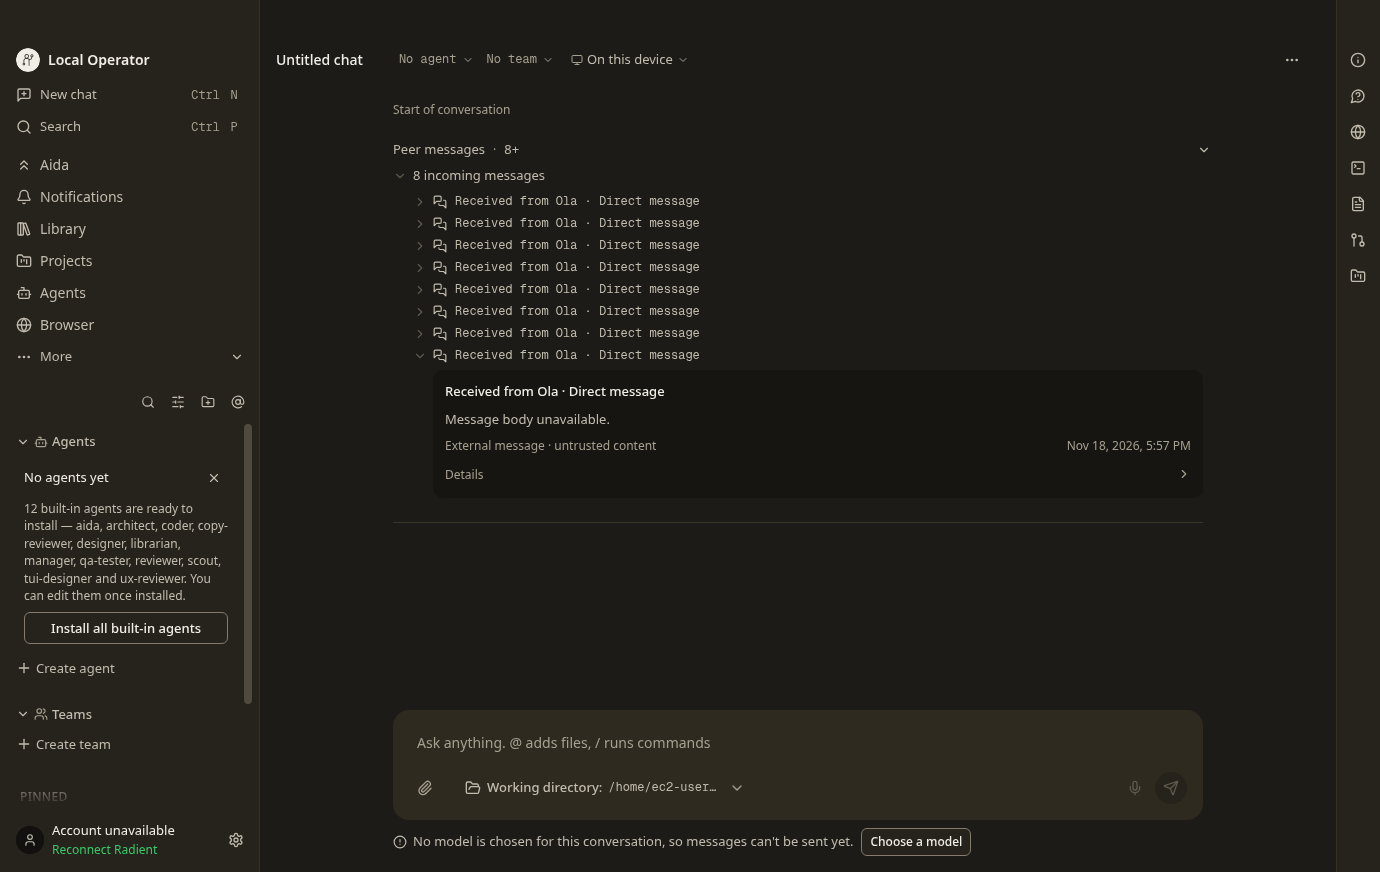 Local Operator
New chat Ctrl N
Search Ctrl P
Aida
Notifications
Library
Projects
Agents
Browser
More
Agents
No agents yet
12 built-in agents are ready to
install — aida, architect, coder, copy-
reviewer, designer, librarian,
manager, qa-tester, reviewer, scout,
tui-designer and ux-reviewer. You
can edit them once installed.
Install all built-in agents
Create agent
Teams
Create team
PINNED
Account unavailable
Reconnect Radient
Untitled chat No agent No team On this device
Start of conversation
Peer messages · 8+
8 incoming messages
Received from Ola · Direct message
Received from Ola · Direct message
Received from Ola · Direct message
Received from Ola · Direct message
Received from Ola · Direct message
Received from Ola · Direct message
Received from Ola · Direct message
Received from Ola · Direct message
Received from Ola · Direct message
Message body unavailable.
External message · untrusted content Nov 18, 2026, 5:57 PM
Details
Ask anything. @ adds files, / runs commands
Working directory: /home/ec2-user…
No model is chosen for this conversation, so messages can't be sent yet. Choose a model